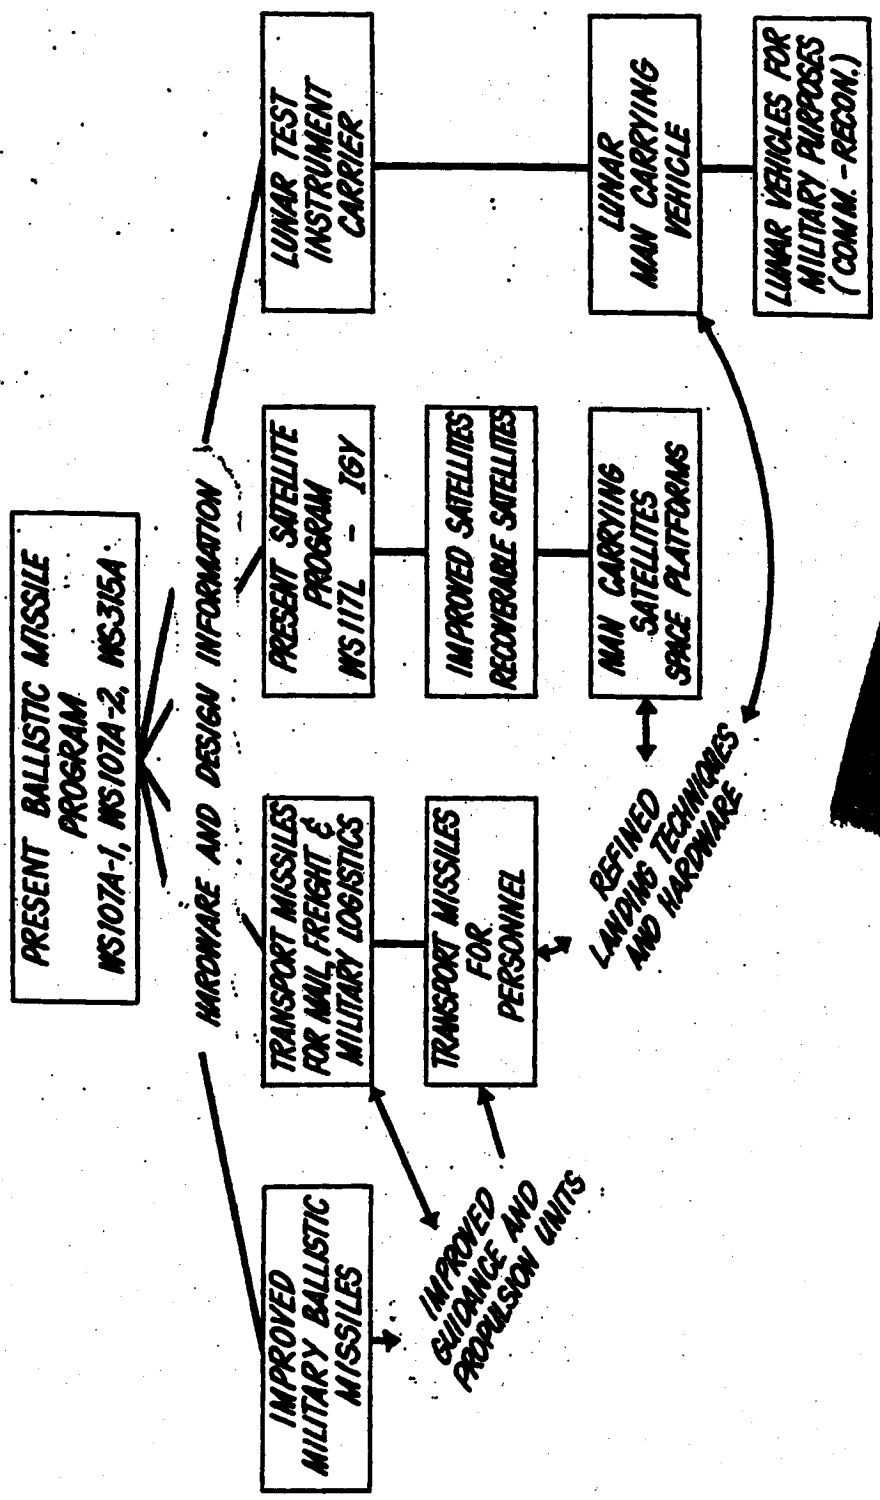 PRESENT BALLISTIC MISSILE
PROGRAM
WS107A-1, WS107A-2, WS315A
HARDWARE AND DESIGN INFORMATION
IMPROVED
MILITARY BALLISTIC
MISSILES
TRANSPORT MISSILES
FOR MAIL, FREIGHT &
MILITARY LOGISTICS
PRESENT SATELLITE
PROGRAM
WS117L - IGY
LUNAR TEST
INSTRUMENT
CARRIER
IMPROVED
GUIDANCE AND
PROPULSION UNITS
TRANSPORT MISSILES
FOR
PERSONNEL
IMPROVED SATELLITES
RECOVERABLE SATELLITES
REFINED
LANDING TECHNIQUES
AND HARDWARE
MAN CARRYING
SATELLITES
SPACE PLATFORMS
LUNAR
MAN CARRYING
VEHICLE
LUNAR VEHICLES FOR
MILITARY PURPOSES
(COMM.-RECON.)